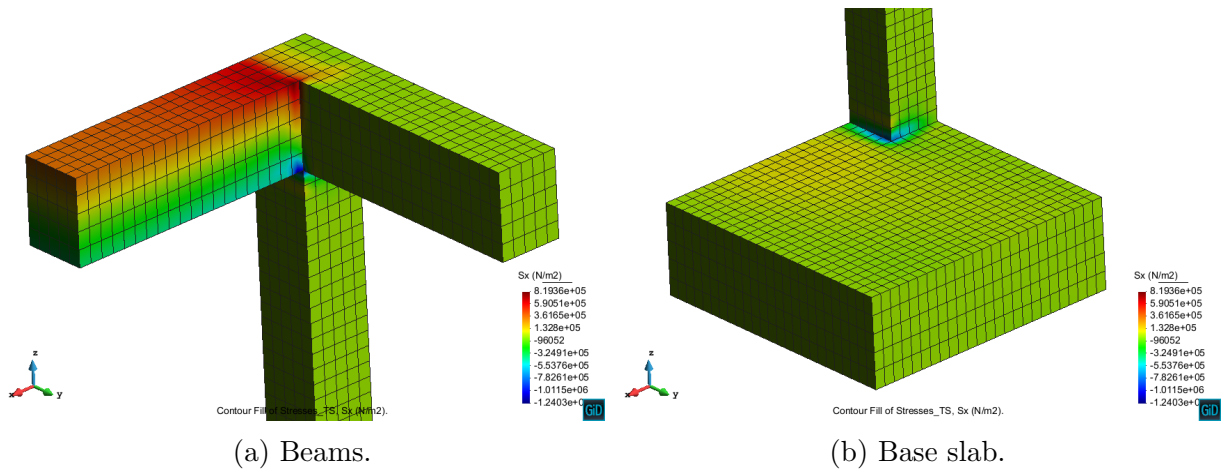 Sx (N/m2)
8.1936e+05
5.9051e+05
3.6165e+05
1.328e+05
-96052
-3.2491e+05
-5.5376e+05
-7.8261e+05
-1.0115e+06
z
x
y
Contour Fill of Stresses_TS, Sx (N/m2).
GiD
(a) Beams.
Sx (N/m2)
8.1936e+05
5.9051e+05
3.6165e+05
1.328e+05
-96052
-3.2491e+05
-5.5376e+05
-7.8261e+05
-1.0115e+06
z
x
y
Contour Fill of Stresses_TS, Sx (N/m2).
GiD
(b) Base slab.